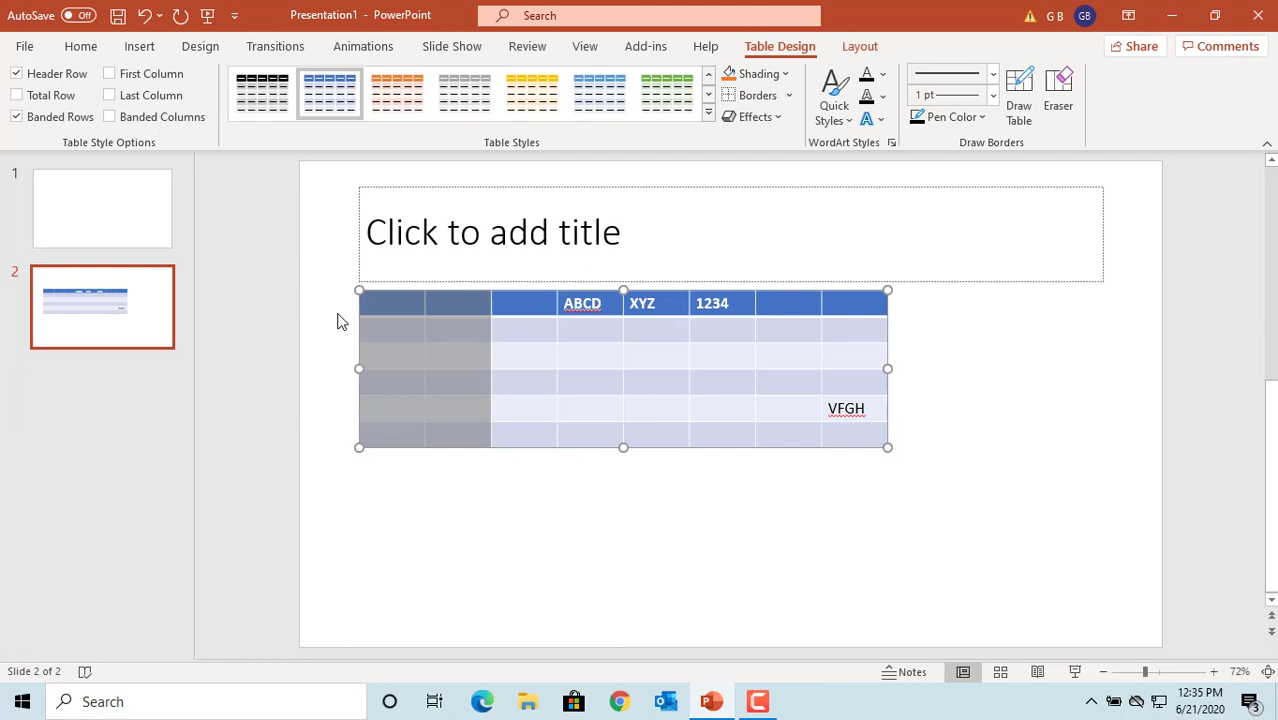 AutoSave Off Presentation1 - PowerPoint Search G B GB
File Home Insert Design Transitions Animations Slide Show Review View Add-ins Help Table Design Layout Share Comments
Header Row First Column
Total Row Last Column
Banded Rows Banded Columns
Table Style Options
Table Styles
Shading
Borders
Effects
Quick
Styles
A
A
A
A
WordArt Styles
1 pt
Pen Color
Draw
Table
Eraser
Draw Borders
1
2
Click to add title
ABCD XYZ 1234
VFGH
Slide 2 of 2 Notes 72%
Search
P
12:35 PM
6/21/2020
3